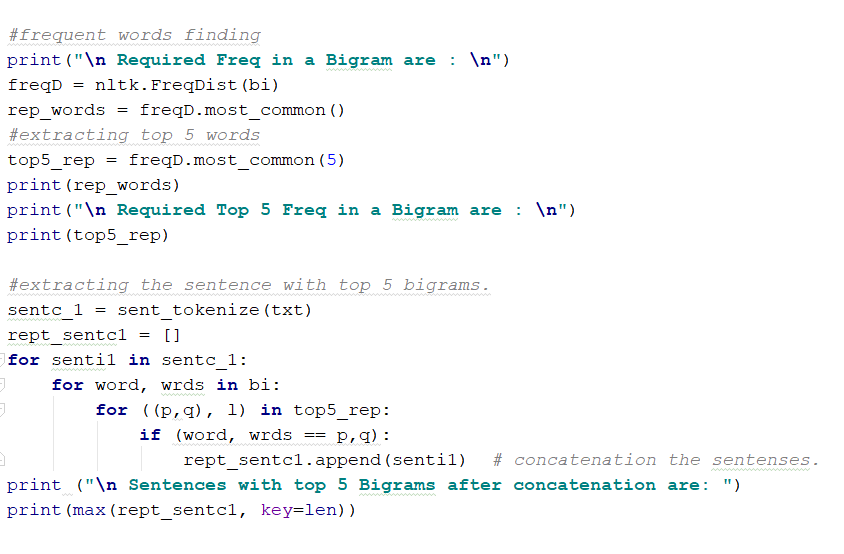 #frequent words finding
print("\n Required Freq in a Bigram are : \n")
freqD = nltk.FreqDist(bi)
rep_words = freqD.most_common()
#extracting top 5 words
top5_rep = freqD.most_common(5)
print(rep_words)
print("\n Required Top 5 Freq in a Bigram are : \n")
print(top5_rep)
#extracting the sentence with top 5 bigrams.
sentc_1 = sent_tokenize(txt)
rept_sentc1 = []
for senti1 in sentc_1:
    for word, wrds in bi:
        for ((p,q), l) in top5_rep:
            if (word, wrds == p,q):
                rept_sentc1.append(senti1)  # concatenation the sentenses.
print ("\n Sentences with top 5 Bigrams after concatenation are: ")
print(max(rept_sentc1, key=len))